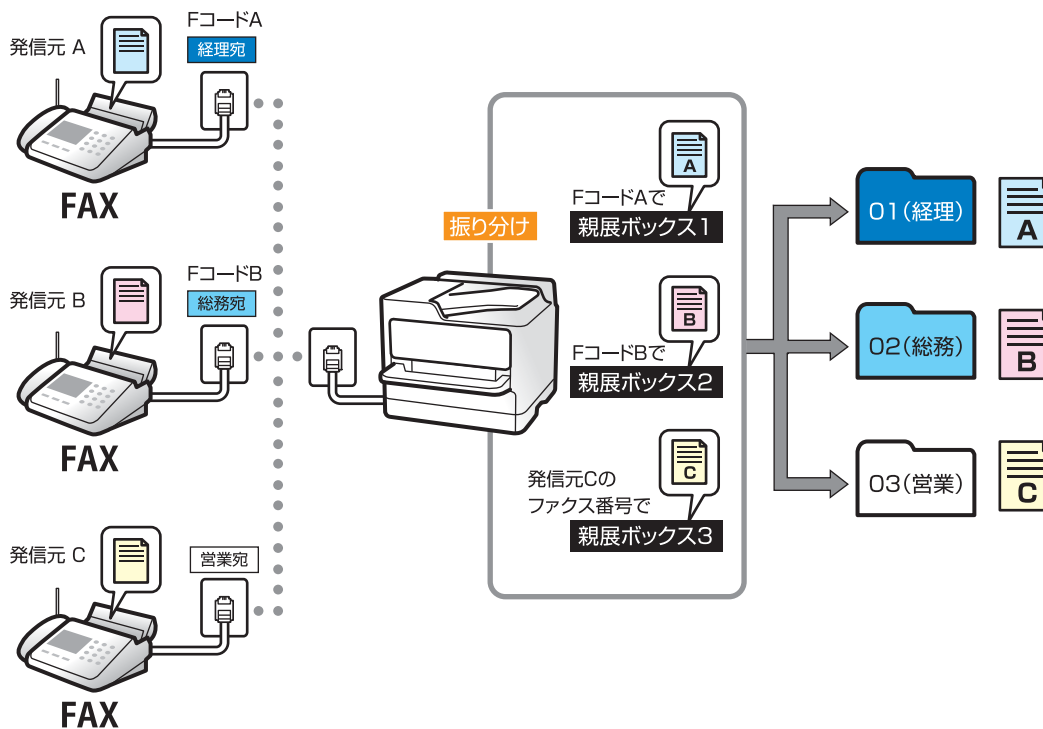 発信元 A
FコードA
経理宛
FAX
発信元 B
FコードB
総務宛
FAX
発信元 C
営業宛
FAX
振り分け
A
FコードAで
親展ボックス1
B
FコードBで
親展ボックス2
C
発信元Cの
ファクス番号で
親展ボックス3
01(経理)
A
02(総務)
B
03(営業)
C